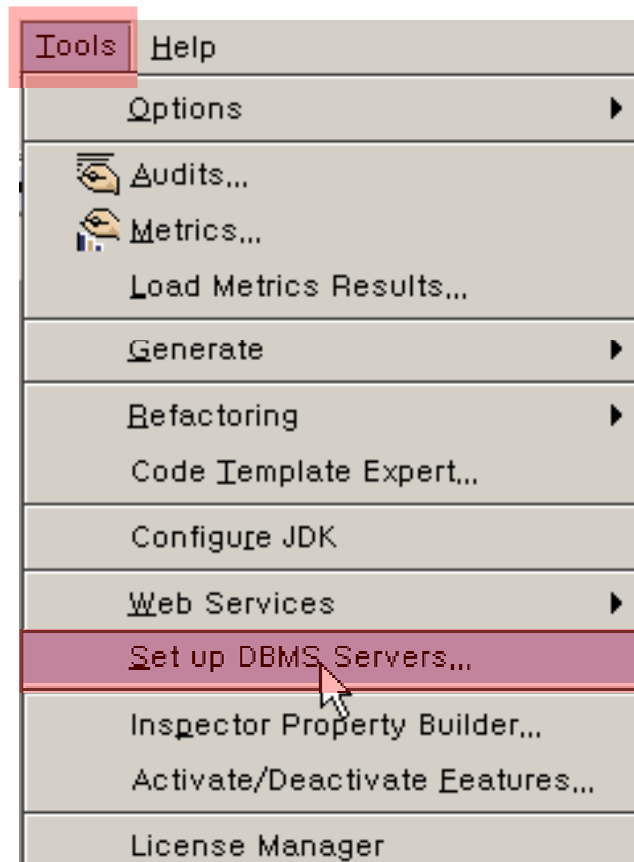 Tools Help
Options
Audits...
Metrics...
Load Metrics Results...
Generate
Refactoring
Code Template Expert...
Configure JDK
Web Services
Set up DBMS Servers...
Inspector Property Builder...
Activate/Deactivate Features...
License Manager